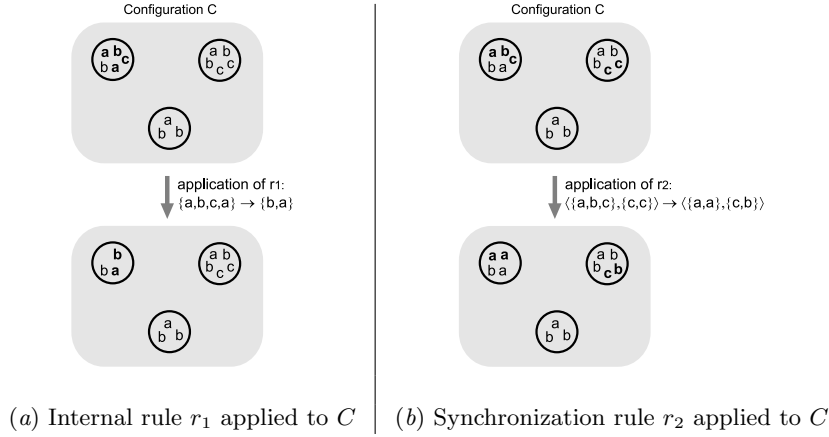 Configuration C
a b
c
b a
a b
b c
c
a
b b
application of r1:
{a,b,c,a} → {b,a}
b
b a
a b
b c
c
a
b b
(a) Internal rule r₁ applied to C
Configuration C
a b
c
b a
a b
b c
c
a
b b
application of r2:
⟨{a,b,c},{c,c}⟩ → ⟨{a,a},{c,b}⟩
a a
b a
a b
b b
c
a
b b
(b) Synchronization rule r₂ applied to C